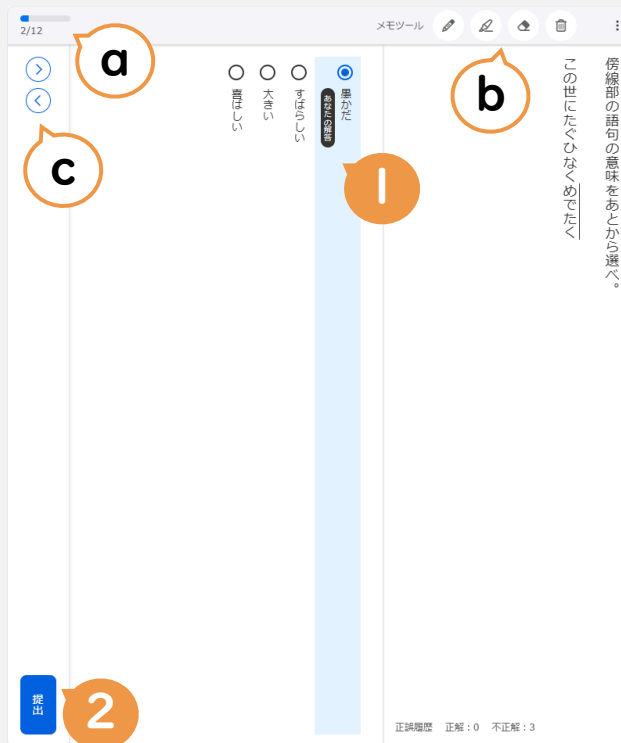 2/12
a
メモツール
b
c
傍線部の語句の意味をあとから選べ。
この世にたぐひなくめでたく
愚かだ
あなたの解答
すばらしい
大きい
喜ばしい
1
提出
2
正誤履歴 正解:0 不正解:3